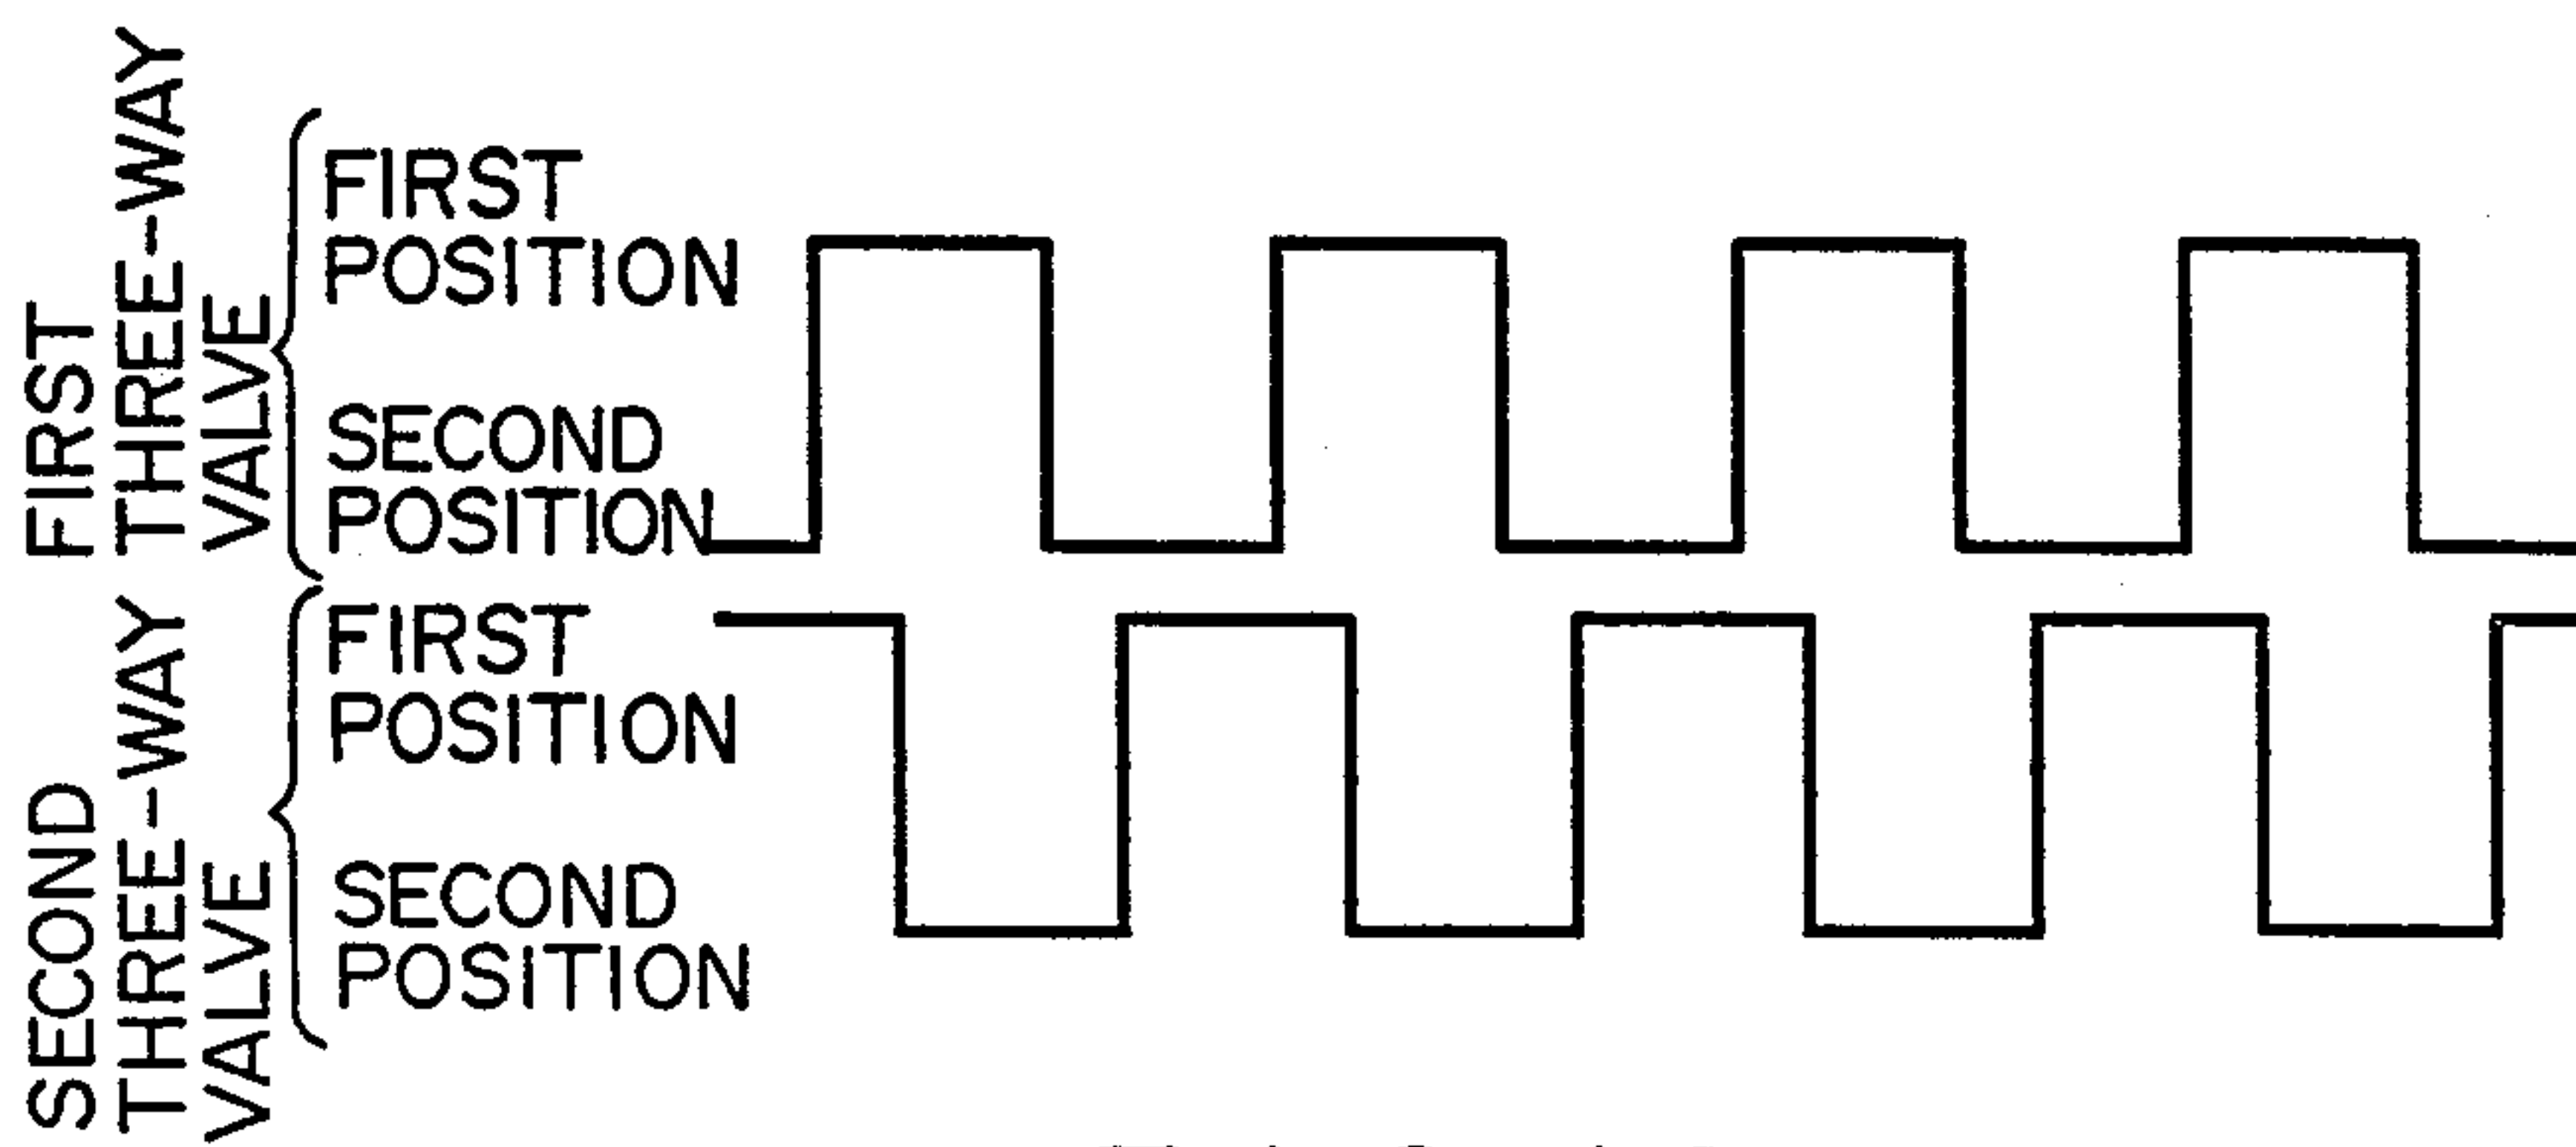 FIRST
THREE-WAY
VALVE
FIRST
POSITION
SECOND
POSITION
SECOND
THREE-WAY
VALVE
FIRST
POSITION
SECOND
POSITION